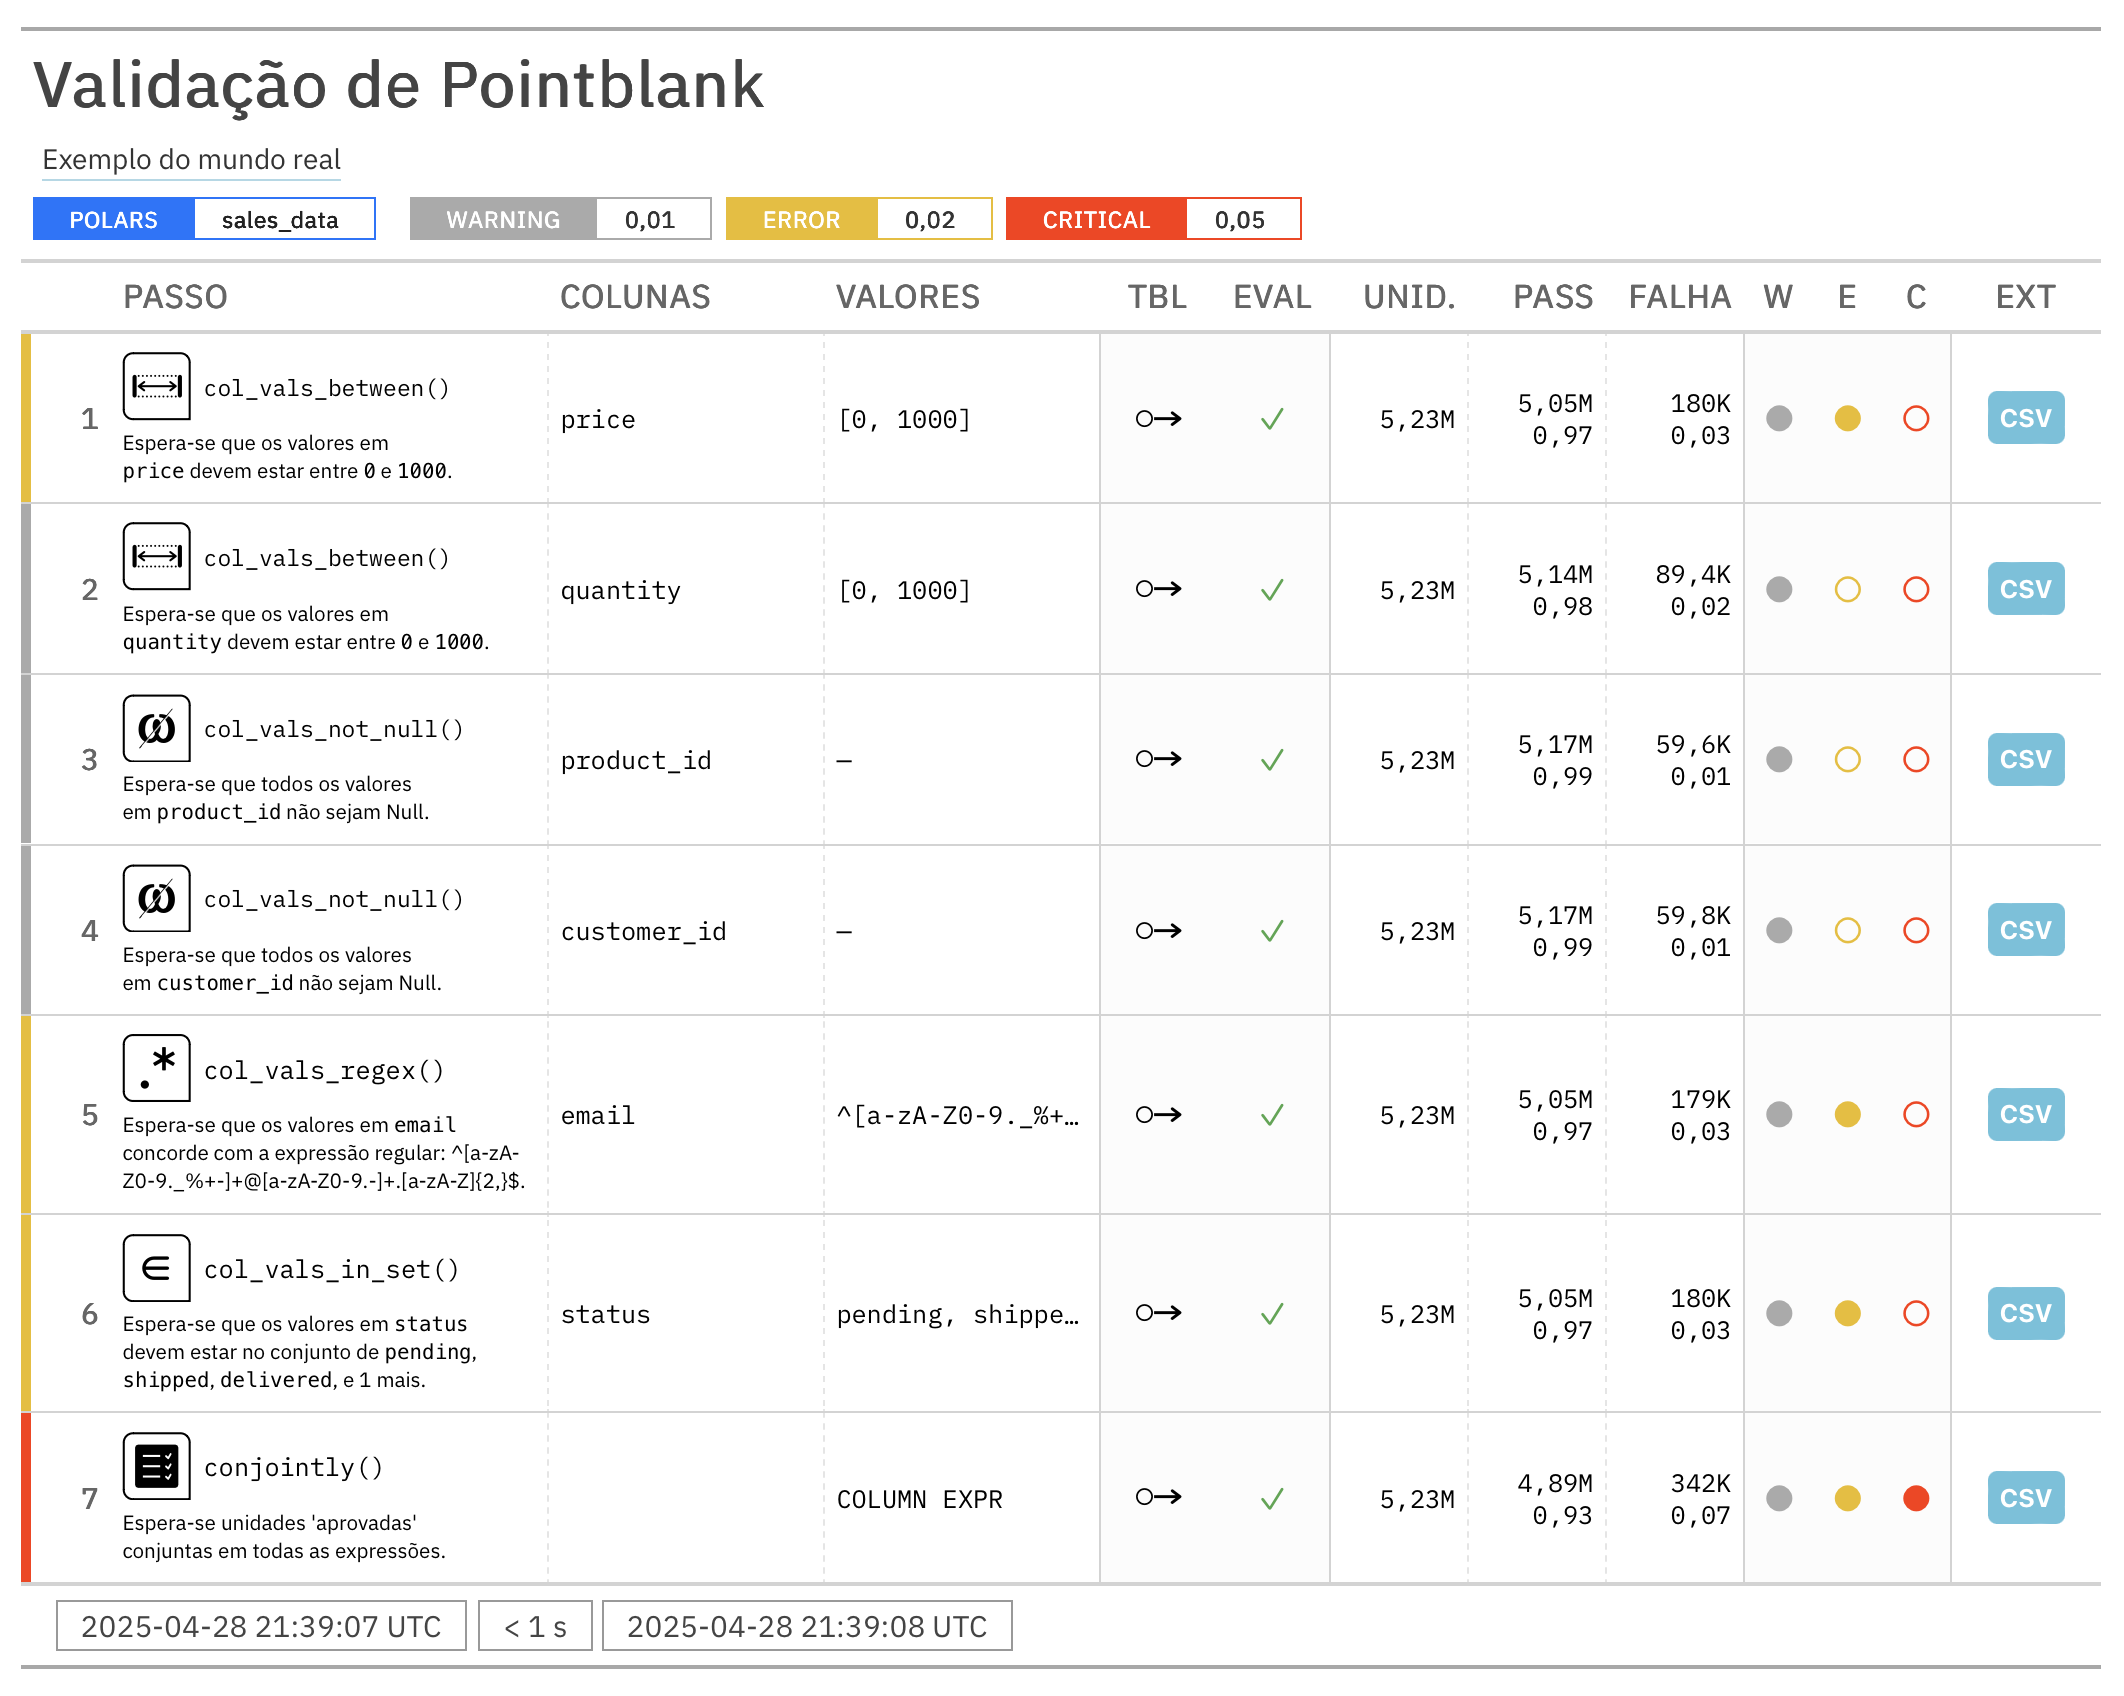 Validação de Pointblank
Exemplo do mundo real
POLARS sales_data WARNING 0,01 ERROR 0,02 CRITICAL 0,05
PASSO COLUNAS VALORES TBL EVAL UNID. PASS FALHA W E C EXT
1 col_vals_between() price [0, 1000] ✓ 5,23M 5,05M 180K CSV
0,97 0,03
Espera-se que os valores em
price devem estar entre 0 e 1000.
2 col_vals_between() quantity [0, 1000] ✓ 5,23M 5,14M 89,4K CSV
0,98 0,02
Espera-se que os valores em
quantity devem estar entre 0 e 1000.
3 col_vals_not_null() product_id — ✓ 5,23M 5,17M 59,6K CSV
0,99 0,01
Espera-se que todos os valores
em product_id não sejam Null.
4 col_vals_not_null() customer_id — ✓ 5,23M 5,17M 59,8K CSV
0,99 0,01
Espera-se que todos os valores
em customer_id não sejam Null.
5 col_vals_regex() email ^[a-zA-Z0-9._%+… ✓ 5,23M 5,05M 179K CSV
0,97 0,03
Espera-se que os valores em email
concorde com a expressão regular: ^[a-zA-
Z0-9._%+-]+@[a-zA-Z0-9.-]+.[a-zA-Z]{2,}$.
6 col_vals_in_set() status pending, shippe… ✓ 5,23M 5,05M 180K CSV
0,97 0,03
Espera-se que os valores em status
devem estar no conjunto de pending,
shipped, delivered, e 1 mais.
7 conjointly() COLUMN EXPR ✓ 5,23M 4,89M 342K CSV
0,93 0,07
Espera-se unidades 'aprovadas'
conjuntas em todas as expressões.
2025-04-28 21:39:07 UTC < 1 s 2025-04-28 21:39:08 UTC